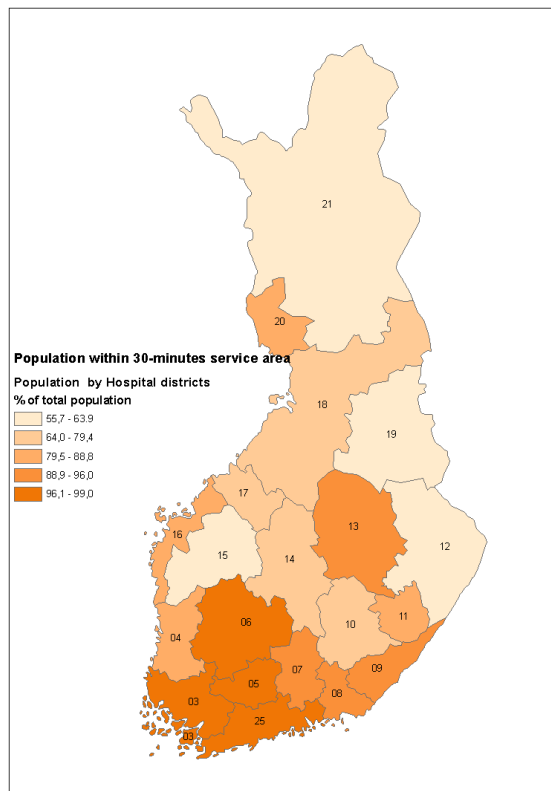 21
20
Population within 30-minutes service area
Population by Hospital districts
% of total population
55,7 - 63.9
64,0 - 79,4
79,5 - 88,8
88,9 - 96,0
96,1 - 99,0
18
19
17
16
13
15
14
12
11
10
06
04
07
09
05
03
08
25
03